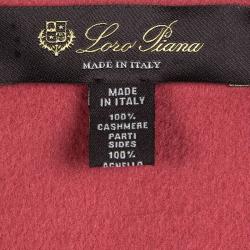 Loro Piana
MADE IN ITALY
MADE
IN ITALY
100%
CASHMERE
PARTI
SIDES
100%
AGNELLO